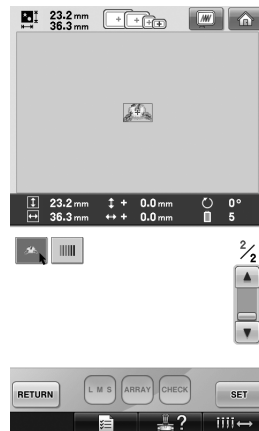 23.2 mm
36.3 mm
23.2 mm + 0.0 mm 0°
36.3 mm + 0.0 mm 5
2/2
RETURN
L M S
ARRAY
CHECK
SET
?